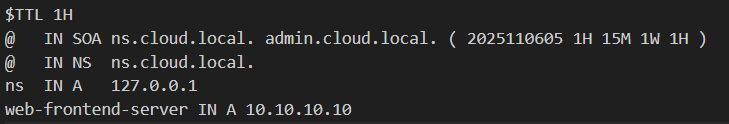 $TTL 1H
@   IN SOA ns.cloud.local. admin.cloud.local. ( 2025110605 1H 15M 1W 1H )
@   IN NS  ns.cloud.local.
ns  IN A   127.0.0.1
web-frontend-server IN A 10.10.10.10